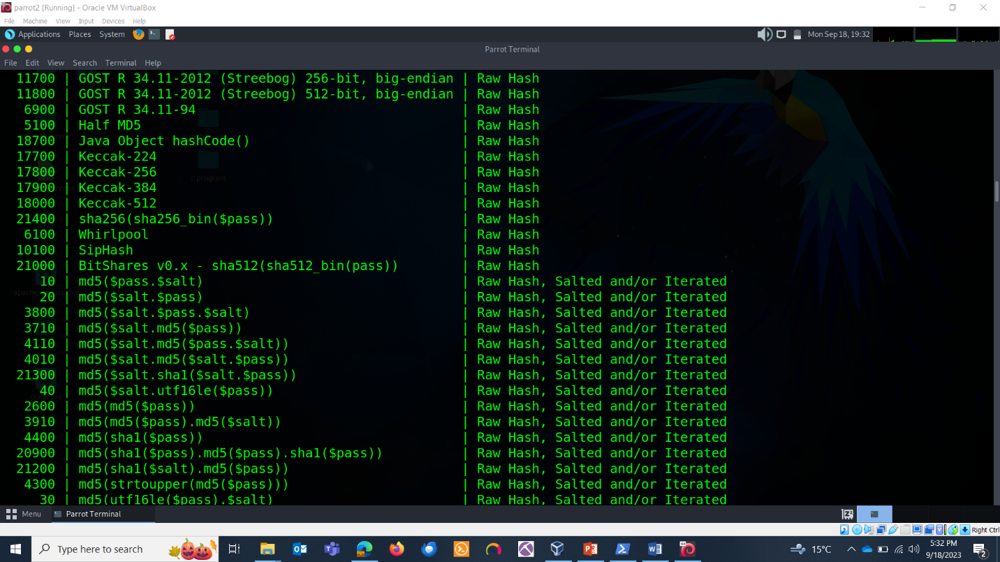 parrot2 [Running] - Oracle VM VirtualBox
File Machine View Input Devices Help
Applications Places System Mon Sep 18, 19:32
Parrot Terminal
File Edit View Search Terminal Help
11700 | GOST R 34.11-2012 (Streebog) 256-bit, big-endian | Raw Hash
11800 | GOST R 34.11-2012 (Streebog) 512-bit, big-endian | Raw Hash
6900 | GOST R 34.11-94 | Raw Hash
5100 | Half MD5 | Raw Hash
18700 | Java Object hashCode() | Raw Hash
17700 | Keccak-224 | Raw Hash
17800 | Keccak-256 | Raw Hash
17900 | Keccak-384 | Raw Hash
18000 | Keccak-512 | Raw Hash
21400 | sha256(sha256_bin($pass)) | Raw Hash
6100 | Whirlpool | Raw Hash
10100 | SipHash | Raw Hash
21000 | BitShares v0.x - sha512(sha512_bin(pass)) | Raw Hash
10 | md5($pass.$salt) | Raw Hash, Salted and/or Iterated
20 | md5($salt.$pass) | Raw Hash, Salted and/or Iterated
3800 | md5($salt.$pass.$salt) | Raw Hash, Salted and/or Iterated
3710 | md5($salt.md5($pass)) | Raw Hash, Salted and/or Iterated
4110 | md5($salt.md5($pass.$salt)) | Raw Hash, Salted and/or Iterated
4010 | md5($salt.md5($salt.$pass)) | Raw Hash, Salted and/or Iterated
21300 | md5($salt.sha1($salt.$pass)) | Raw Hash, Salted and/or Iterated
40 | md5($salt.utf16le($pass)) | Raw Hash, Salted and/or Iterated
2600 | md5(md5($pass)) | Raw Hash, Salted and/or Iterated
3910 | md5(md5($pass).md5($salt)) | Raw Hash, Salted and/or Iterated
4400 | md5(sha1($pass)) | Raw Hash, Salted and/or Iterated
20900 | md5(sha1($pass).md5($pass).sha1($pass)) | Raw Hash, Salted and/or Iterated
21200 | md5(sha1($salt).md5($pass)) | Raw Hash, Salted and/or Iterated
4300 | md5(strtoupper(md5($pass))) | Raw Hash, Salted and/or Iterated
30 | md5(utf16le($pass).$salt) | Raw Hash, Salted and/or Iterated
Menu Parrot Terminal
Right Ctrl
Type here to search 15°C 5:32 PM
9/18/2023 2